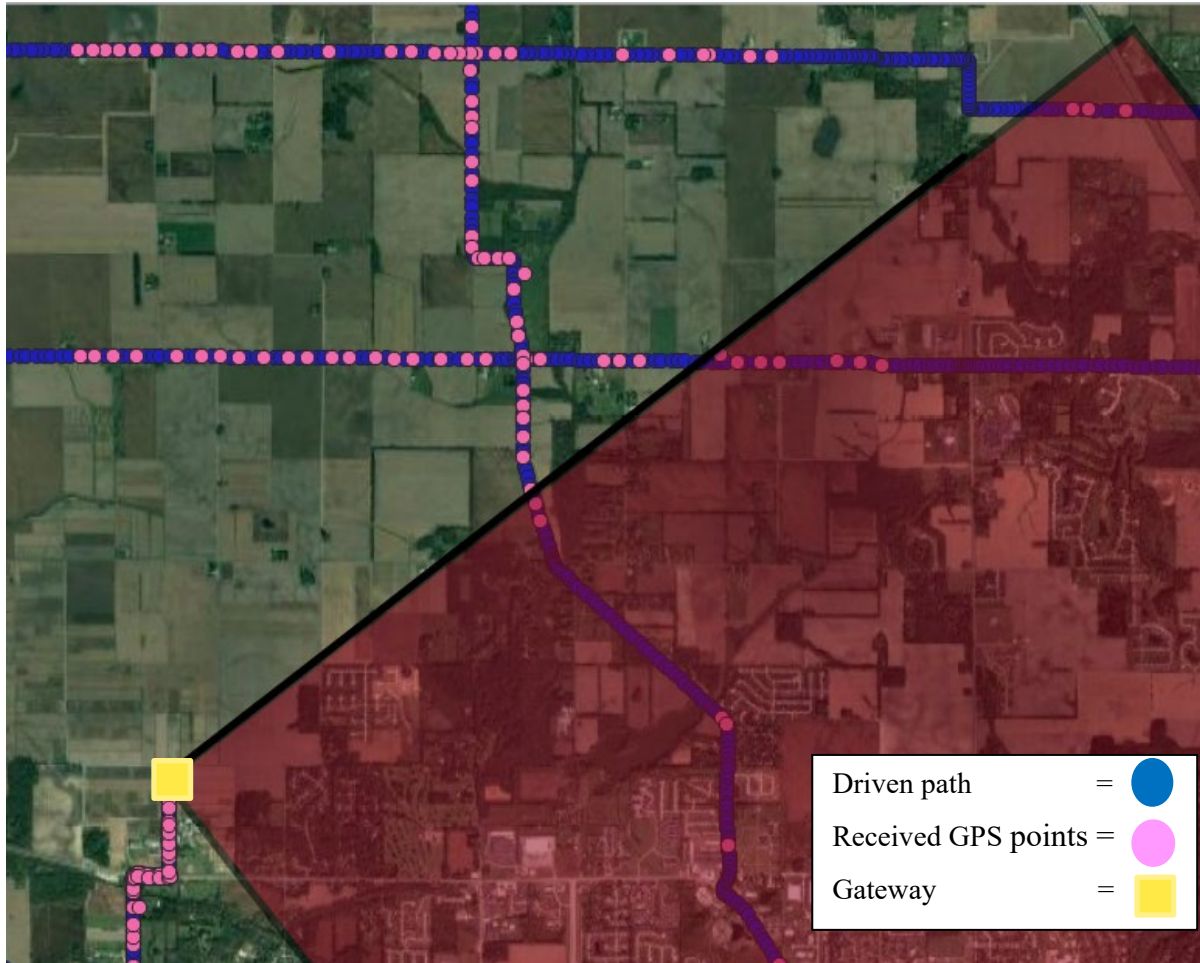 Driven path =
Received GPS points =
Gateway =